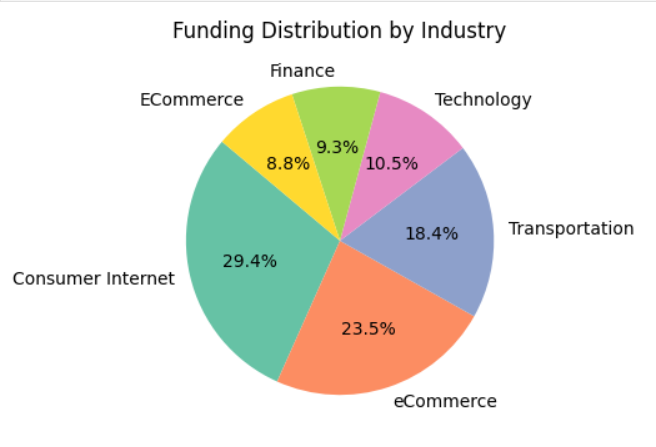 Funding Distribution by Industry
Finance
ECommerce
Technology
9.3%
8.8%
10.5%
Transportation
18.4%
29.4%
Consumer Internet
23.5%
eCommerce